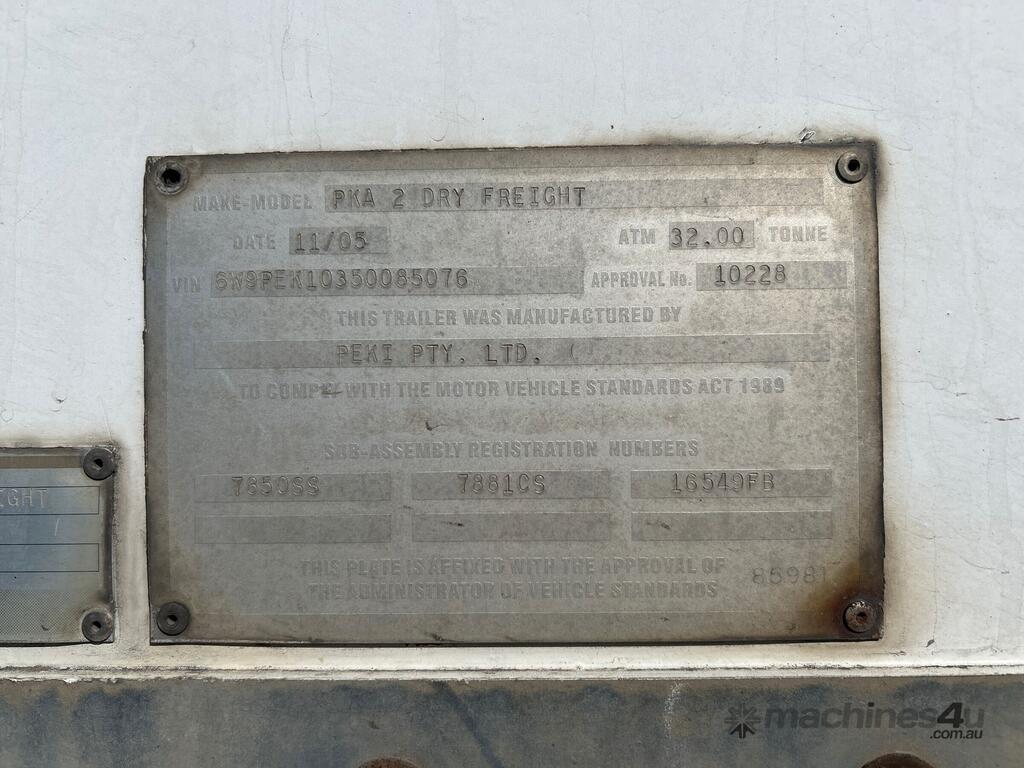 MAKE-MODEL PKA 2 DRY FREIGHT
DATE 11/05 ATM 32.00 TONNE
VIN 6W9PEK10350085076 APPROVAL No. 10228
THIS TRAILER WAS MANUFACTURED BY
PEKI PTY. LTD.
TO COMPLY WITH THE MOTOR VEHICLE STANDARDS ACT 1989
SUB-ASSEMBLY REGISTRATION NUMBERS
7850SS 7881CS 16549FB
IGHT
THIS PLATE IS AFFIXED WITH THE APPROVAL OF
THE ADMINISTRATOR OF VEHICLE STANDARDS
85981
machines4u
.com.au